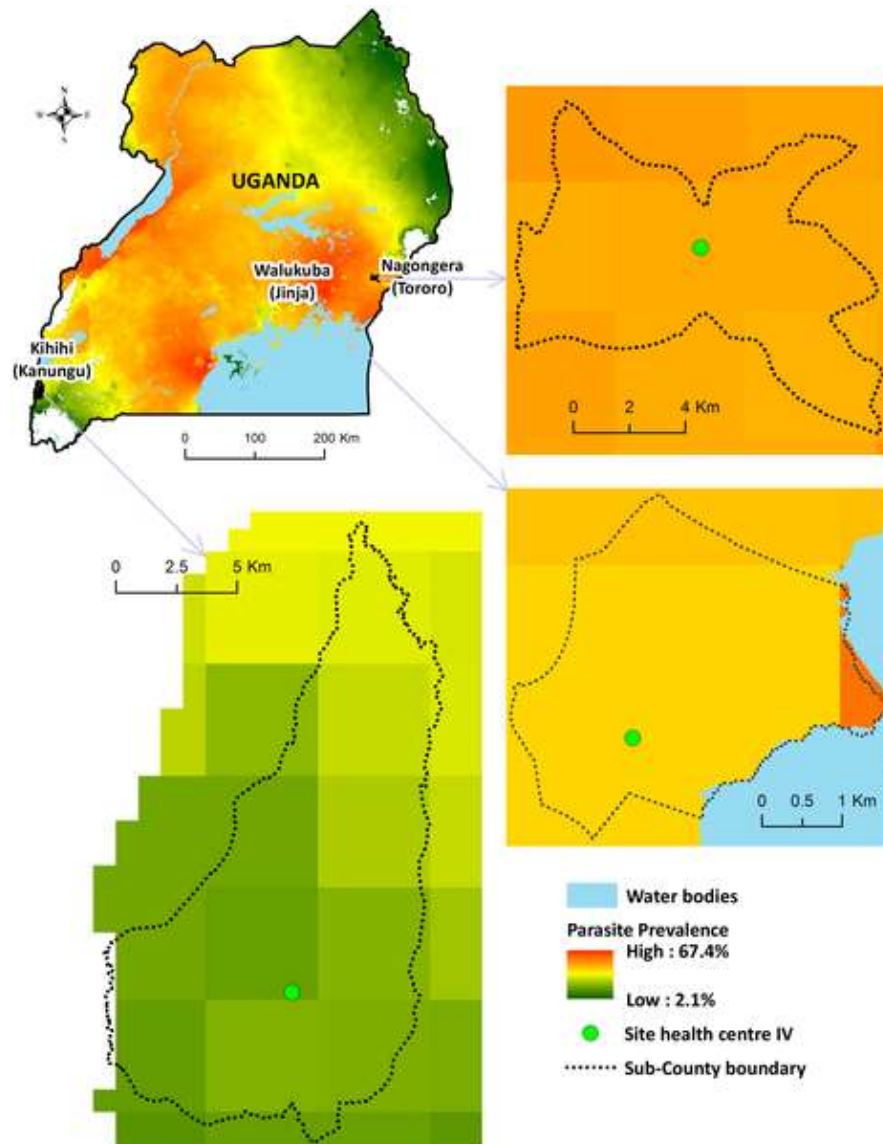 N
W E
S
UGANDA
Walukuba
(Jinja)
Nagongera
(Tororo)
Kihihi
(Kanungu)
0 100 200 Km
0 2 4 Km
0 2.5 5 Km
0 0.5 1 Km
Water bodies
Parasite Prevalence
High : 67.4%
Low : 2.1%
Site health centre IV
Sub-County boundary